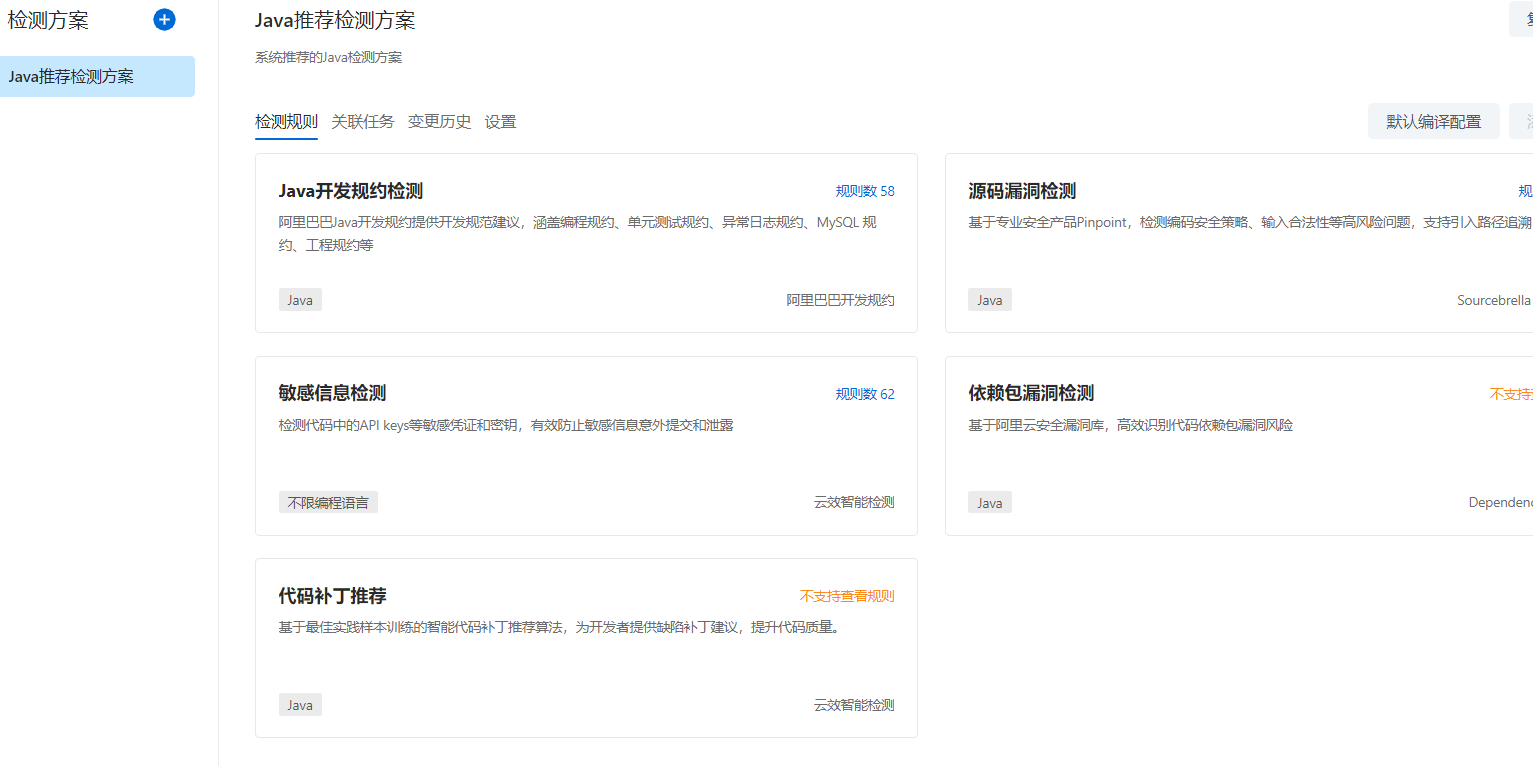 检测方案
Java推荐检测方案
Java推荐检测方案
系统推荐的Java检测方案
检测规则 关联任务 变更历史 设置
默认编译配置
Java开发规约检测
规则数 58
阿里巴巴Java开发规约提供开发规范建议，涵盖编程规约、单元测试规约、异常日志规约、MySQL 规
约、工程规约等
Java
阿里巴巴开发规约
源码漏洞检测
规
基于专业安全产品Pinpoint，检测编码安全策略、输入合法性等高风险问题，支持引入路径追溯
Java
Sourcebrella
敏感信息检测
规则数 62
检测代码中的API keys等敏感凭证和密钥，有效防止敏感信息意外提交和泄露
不限编程语言
云效智能检测
依赖包漏洞检测
不支持
基于阿里云安全漏洞库，高效识别代码依赖包漏洞风险
Java
代码补丁推荐
不支持查看规则
基于最佳实践样本训练的智能代码补丁推荐算法，为开发者提供缺陷补丁建议，提升代码质量。
Java
云效智能检测